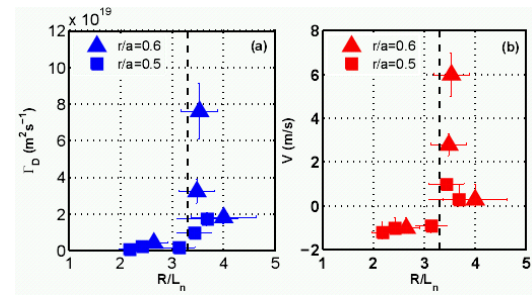 x 10^19
12
10
8
6
4
2
0
Γ_D (m²s⁻¹)
r/a=0.6
r/a=0.5
(a)
1 2 3 4 5
R/L_n
8
6
4
2
0
−2
V (m/s)
r/a=0.6
r/a=0.5
(b)
1 2 3 4 5
R/L_n